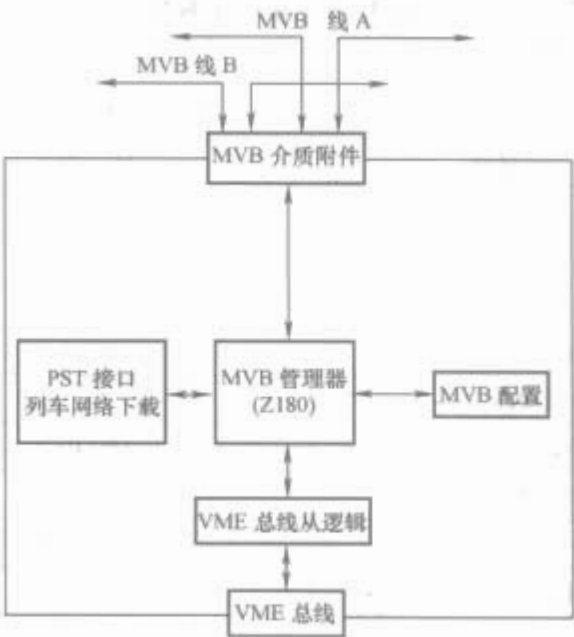 MVB 线 A
MVB 线 B
MVB 介质附件
PST 接口
列车网络下载
MVB 管理器
(Z180)
MVB 配置
VME 总线从逻辑
VME 总线